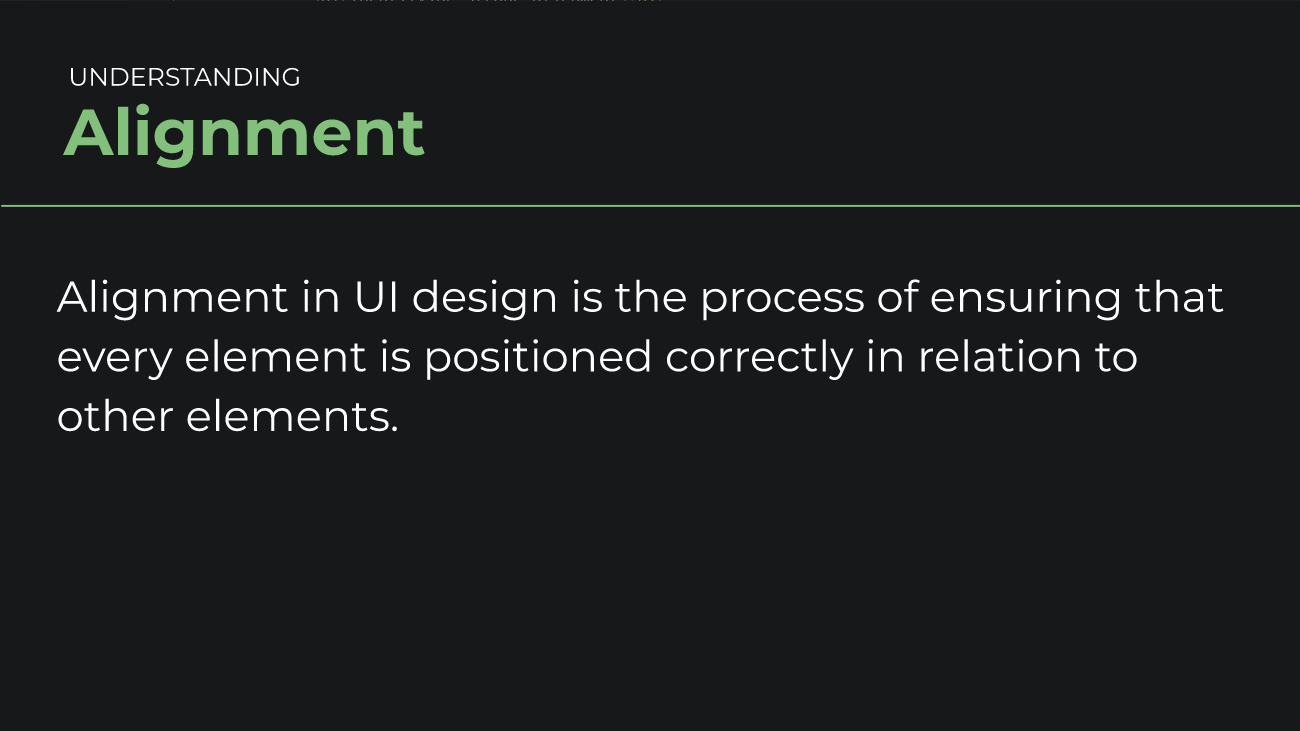 UNDERSTANDING
Alignment
Alignment in UI design is the process of ensuring that
every element is positioned correctly in relation to
other elements.